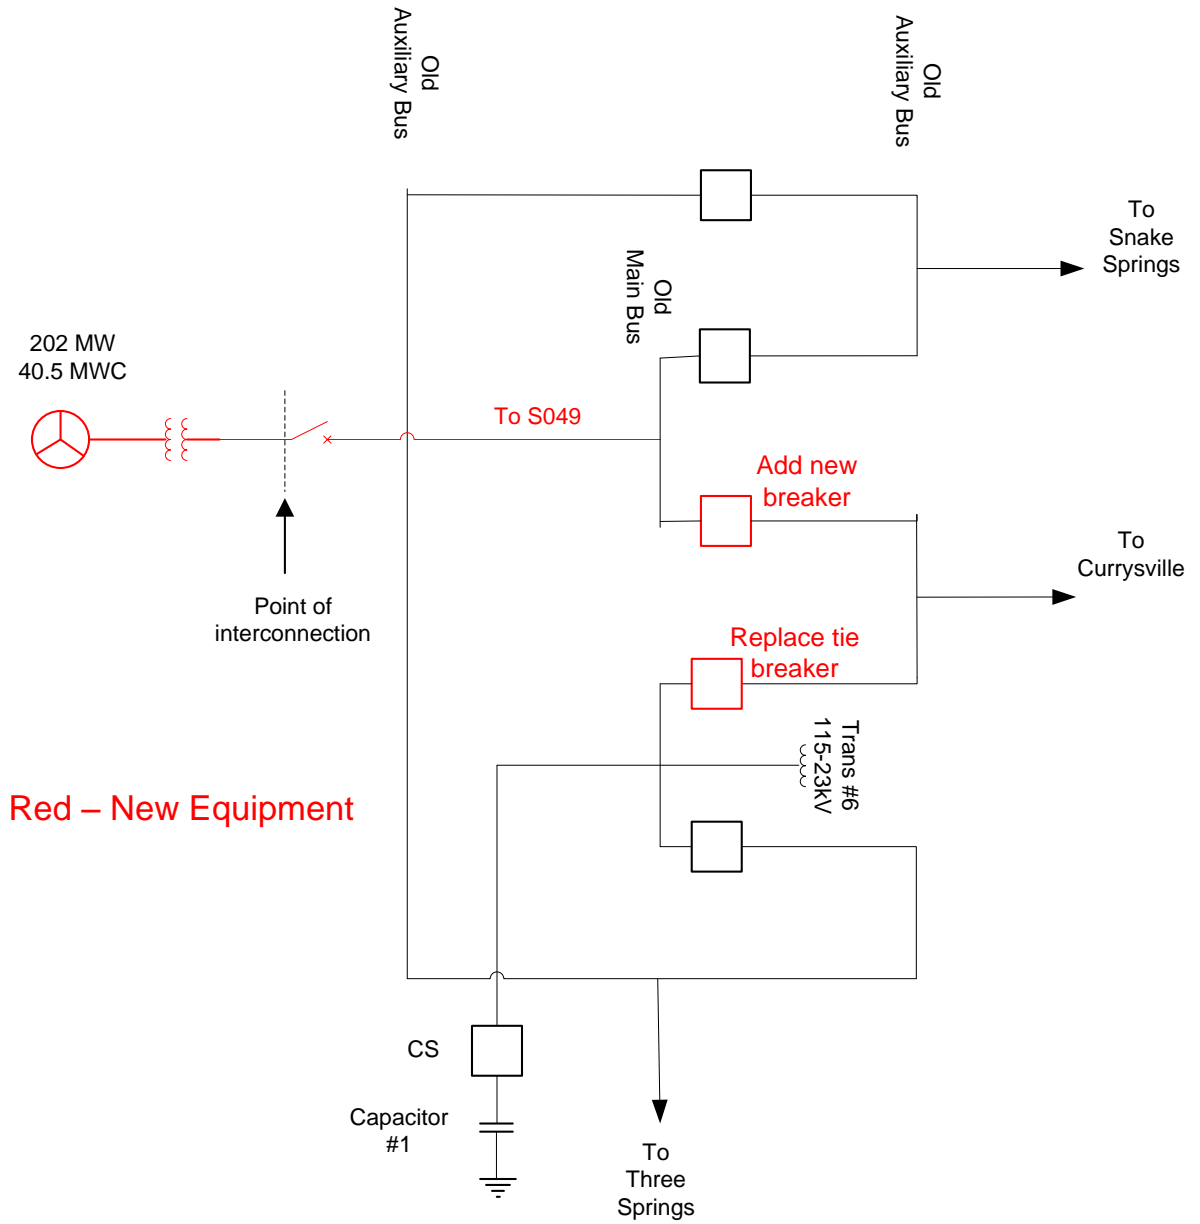 Old
Auxiliary Bus
Old
Auxiliary Bus
To
Snake
Springs
Old
Main Bus
202 MW
40.5 MWC
To S049
Add new
breaker
To
Currysville
Point of
interconnection
Replace tie
breaker
Trans #6
115-23kV
Red – New Equipment
CS
Capacitor
#1
To
Three
Springs